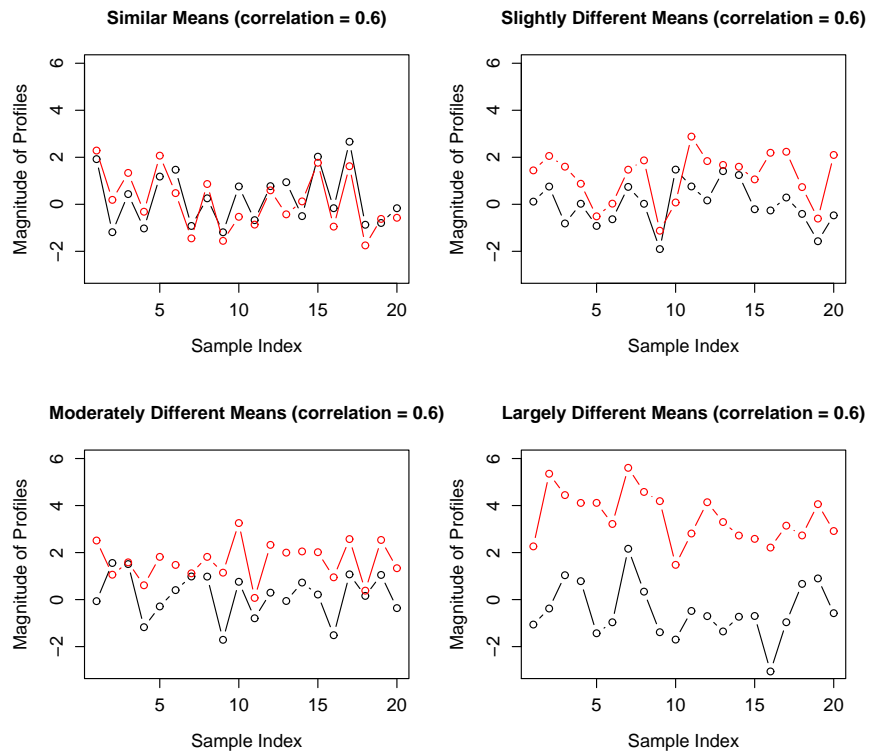 Similar Means (correlation = 0.6)
Magnitude of Profiles
6
4
2
0
−2
5 10 15 20
Sample Index
Slightly Different Means (correlation = 0.6)
Magnitude of Profiles
6
4
2
0
−2
5 10 15 20
Sample Index
Moderately Different Means (correlation = 0.6)
Magnitude of Profiles
6
4
2
0
−2
5 10 15 20
Sample Index
Largely Different Means (correlation = 0.6)
Magnitude of Profiles
6
4
2
0
−2
5 10 15 20
Sample Index